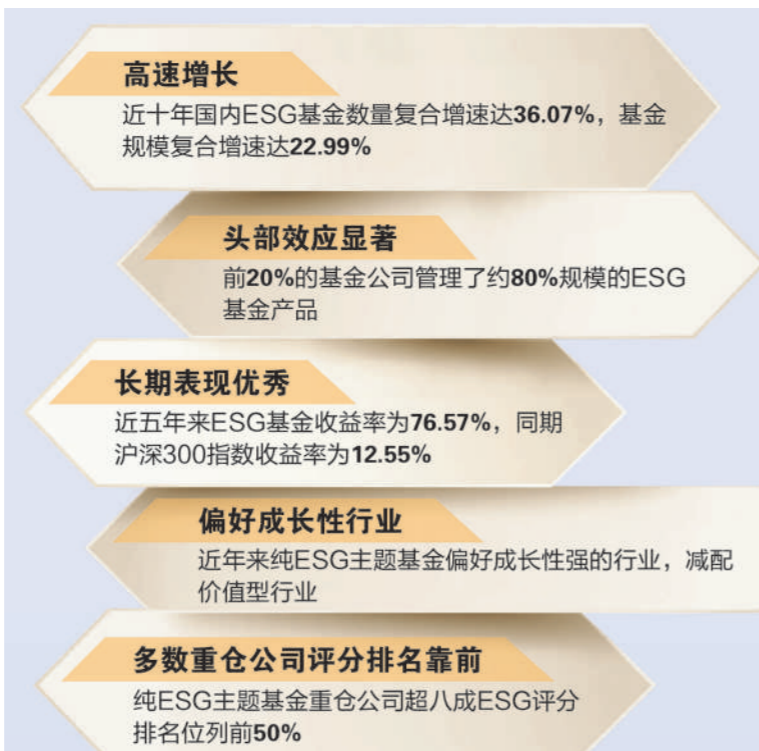 高速增长
近十年国内ESG基金数量复合增速达36.07%，基金
规模复合增速达22.99%
头部效应显著
前20%的基金公司管理了约80%规模的ESG
基金产品
长期表现优秀
近五年来ESG基金收益率为76.57%，同期
沪深300指数收益率为12.55%
偏好成长性行业
近年来纯ESG主题基金偏好成长性强的行业，减配
价值型行业
多数重仓公司评分排名靠前
纯ESG主题基金重仓公司超八成ESG评分
排名位列前50%